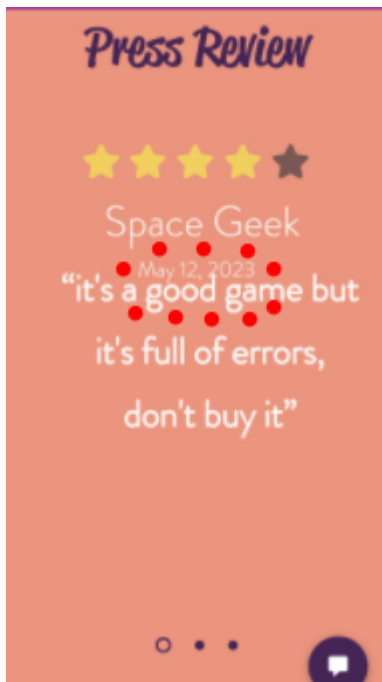 Press Review
Space Geek
May 12, 2023
“it's a good game but
it's full of errors,
don't buy it”